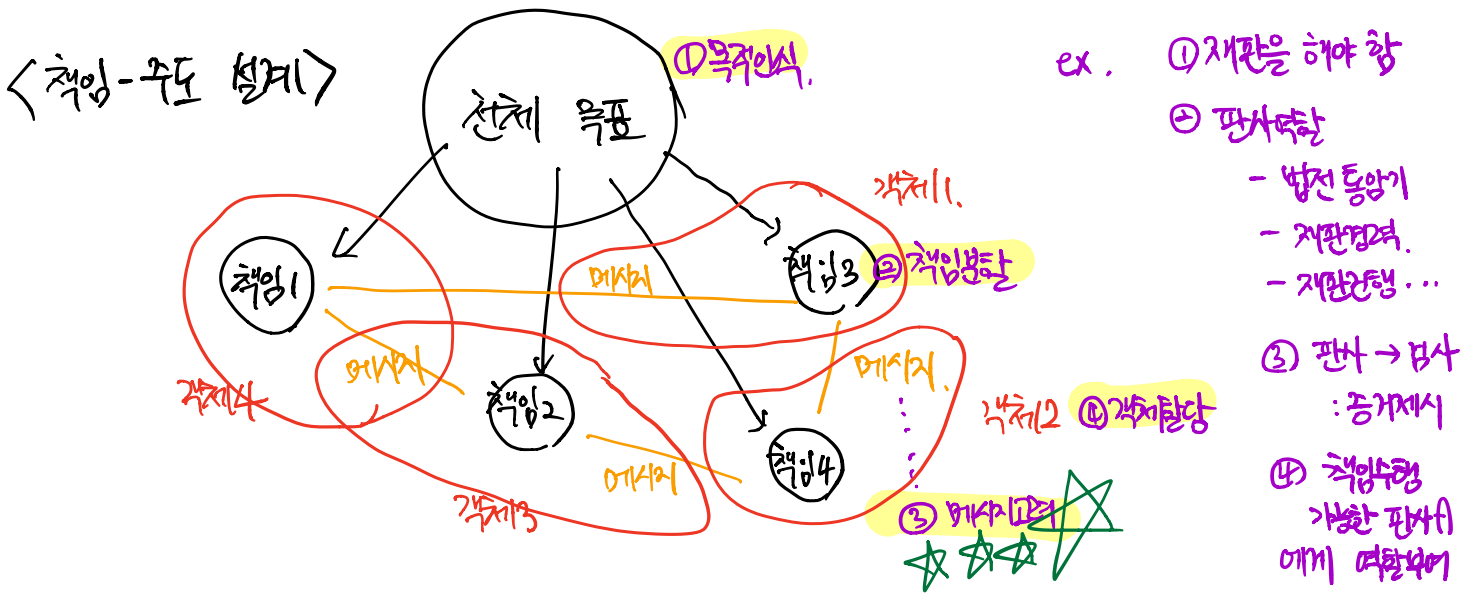 <책임-주도 설계>
전체 목표
①목적인식.
객체1.
책임1
책임3
②책임분할
메시지
메시지
객체4
책임2
메시지.
객체2
④객체할당
책임4
메시지
객체3
③ 메시지고려
ex.
①재판을 해야 함
② 판사역할
- 법전 통암기
- 재판경력.
- 재판진행...
③ 판사 → 검사
: 증거제시
④ 책임수행
가능한 판사A
에게 역할부여